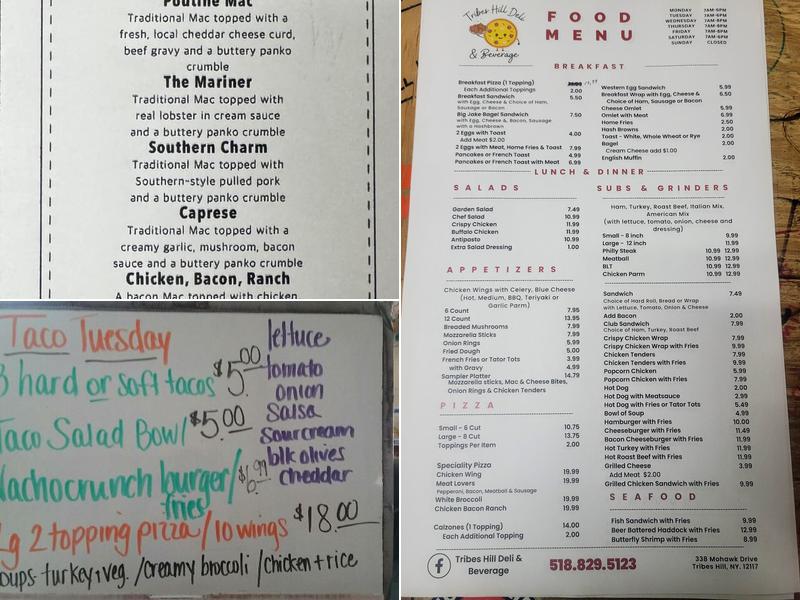 Poutine Mac
Traditional Mac topped with a
fresh, local cheddar cheese curd,
beef gravy and a buttery panko
crumble
The Mariner
Traditional Mac topped with
real lobster in cream sauce
and a buttery panko crumble
Southern Charm
Traditional Mac topped with
Southern-style pulled pork
and a buttery panko crumble
Caprese
Traditional Mac topped with a
creamy garlic, mushroom, bacon
sauce and a buttery panko crumble
Chicken, Bacon, Ranch
A bacon Mac topped with chicken
Taco Tuesday
3 hard or soft tacos $5.00
Taco Salad Bowl $5.00
Nachocrunch burger/
fries $6.99
Lg 2 topping pizza/10 wings $18.00
Soups-turkey+veg./creamy broccoli/chicken+rice
lettuce
tomato
onion
Salsa
Sourcream
blk olives
cheddar
Tribes Hill Deli
& Beverage
FOOD
MENU
MONDAY 7AM-6PM
TUESDAY 7AM-8PM
WEDNESDAY 7AM-8PM
THURSDAY 7AM-8PM
FRIDAY 7AM-8PM
SATURDAY 7AM-6PM
SUNDAY CLOSED
BREAKFAST
Breakfast Pizza (1 Topping)
Each Additional Toppings 2.00
Breakfast Sandwich 5.50
with Egg, Cheese & Choice of Ham,
Sausage or Bacon
Big Jake Bagel Sandwich 7.50
with Egg, Cheese &, Bacon, Sausage
with a Hashbrown
2 Eggs with Toast 4.00
Add Meat $2.00
2 Eggs with Meat, Home Fries & Toast 7.99
Pancakes or French Toast 4.99
Pancakes or French Toast with Meat 6.99
Western Egg Sandwich 5.99
Breakfast Wrap with Egg, Cheese & 6.50
Choice of Ham, Sausage or Bacon
Cheese Omlet 5.99
Omlet with Meat 6.99
Home Fries 2.50
Hash Browns 2.00
Toast - White, Whole Wheat or Rye 2.00
Bagel 2.00
Cream Cheese add $1.00
English Muffin 2.00
LUNCH & DINNER
SALADS
Garden Salad 7.49
Chef Salad 10.99
Crispy Chicken 11.99
Buffalo Chicken 11.99
Antipasto 10.99
Extra Salad Dressing 1.00
APPETIZERS
Chicken Wings with Celery, Blue Cheese
(Hot, Medium, BBQ, Teriyaki or
Garlic Parm)
6 Count 7.95
12 Count 13.95
Breaded Mushrooms 7.99
Mozzarella Sticks 7.99
Onion Rings 5.99
Fried Dough 5.00
French Fries or Tator Tots 3.99
with Gravy 4.99
Sampler Platter 14.79
Mozzarella sticks, Mac & Cheese Bites,
Onion Rings & Chicken Tenders
PIZZA
Small - 6 Cut 10.75
Large - 8 Cut 13.75
Toppings Per Item 2.00
Speciality Pizza
Chicken Wing 19.99
Meat Lovers 19.99
Pepperoni, Bacon, Meatball & Sausage
White Broccoli 19.99
Chicken Bacon Ranch 19.99
Calzones (1 Topping) 14.00
Each Additional Topping 2.00
SUBS & GRINDERS
Ham, Turkey, Roast Beef, Italian Mix,
American Mix
(with lettuce, tomato, onion, cheese and
dressing)
Small - 8 inch 9.99
Large - 12 inch 11.99
Philly Steak 10.99 12.99
Meatball 10.99 12.99
BLT 10.99 12.99
Chicken Parm 10.99 12.99
Sandwich 7.49
Choice of Hard Roll, Bread or Wrap
with Lettuce, Tomato, Onion & Cheese
Add Bacon 2.00
Club Sandwich 7.99
Choice of Ham, Turkey, Roast Beef
Crispy Chicken Wrap 7.99
Crispy Chicken Wrap with Fries 9.99
Chicken Tenders 7.99
Chicken Tenders with Fries 9.99
Popcorn Chicken 5.99
Popcorn Chicken with Fries 7.99
Hot Dog 2.00
Hot Dog with Meatsauce 2.99
Hot Dog with Fries or Tator Tots 5.49
Bowl of Soup 4.99
Hamburger with Fries 10.00
Cheeseburger with Fries 11.49
Bacon Cheeseburger with Fries 11.99
Hot Turkey with Fries 11.99
Hot Roast Beef with Fries 11.99
Grilled Cheese 3.99
Add Meat $2.00
Grilled Chicken Sandwich with Fries 9.99
SEAFOOD
Fish Sandwich with Fries 9.99
Beer Battered Haddock with Fries 12.99
Butterfly Shrimp with Fries 8.99
Tribes Hill Deli &
Beverage
518.829.5123
338 Mohawk Drive
Tribes Hill, NY. 12117